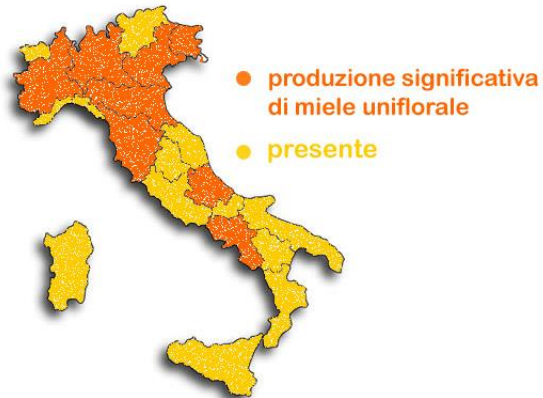 produzione significativa
di miele uniflorale
presente